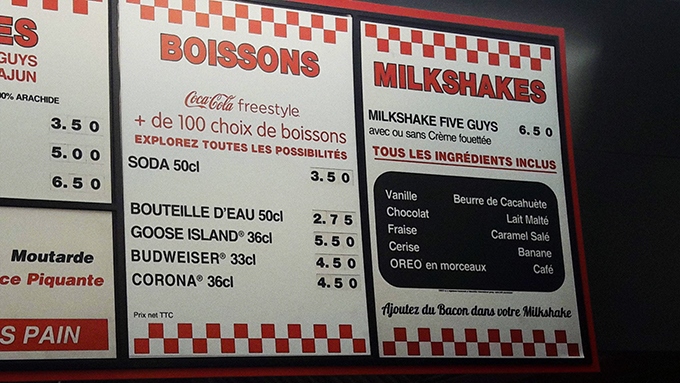 ES
GUYS
AJUN
0% ARACHIDE
3.50
5.00
6.50
Moutarde
ce Piquante
S PAIN
BOISSONS
Coca-Cola freestyle
+ de 100 choix de boissons
EXPLOREZ TOUTES LES POSSIBILITÉS
SODA 50cl 3.50
BOUTEILLE D'EAU 50cl 2.75
GOOSE ISLAND® 36cl 5.50
BUDWEISER® 33cl 4.50
CORONA® 36cl 4.50
Prix net TTC
MILKSHAKES
MILKSHAKE FIVE GUYS 6.50
avec ou sans Crème fouettée
TOUS LES INGRÉDIENTS INCLUS
Vanille Beurre de Cacahuète
Chocolat Lait Malté
Fraise Caramel Salé
Cerise Banane
OREO en morceaux Café
Ajoutez du Bacon dans votre Milkshake